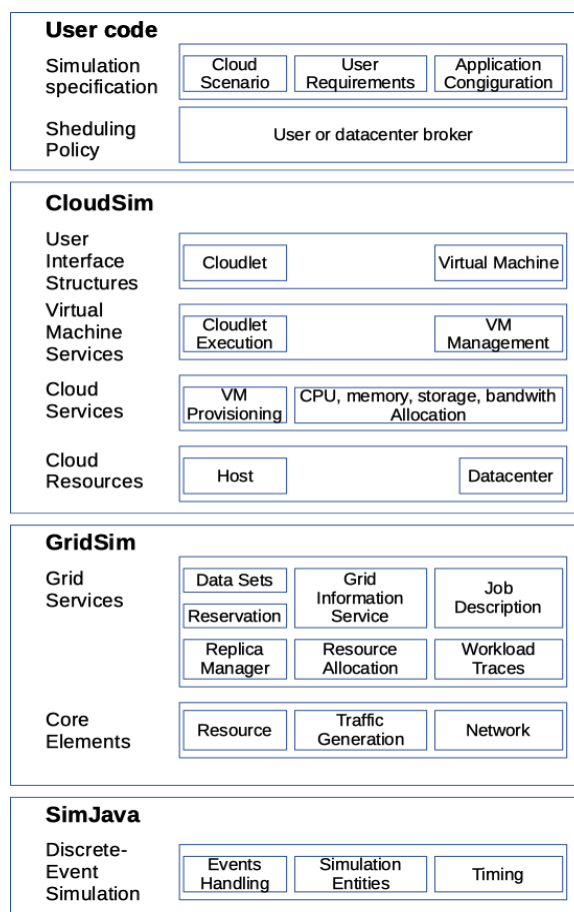 User code
Simulation
specification
Cloud
Scenario
User
Requirements
Application
Congiguration
Sheduling
Policy
User or datacenter broker
CloudSim
User
Interface
Structures
Cloudlet
Virtual Machine
Virtual
Machine
Services
Cloudlet
Execution
VM
Management
Cloud
Services
VM
Provisioning
CPU, memory, storage, bandwith
Allocation
Cloud
Resources
Host
Datacenter
GridSim
Grid
Services
Data Sets
Reservation
Grid
Information
Service
Job
Description
Replica
Manager
Resource
Allocation
Workload
Traces
Core
Elements
Resource
Traffic
Generation
Network
SimJava
Discrete-
Event
Simulation
Events
Handling
Simulation
Entities
Timing